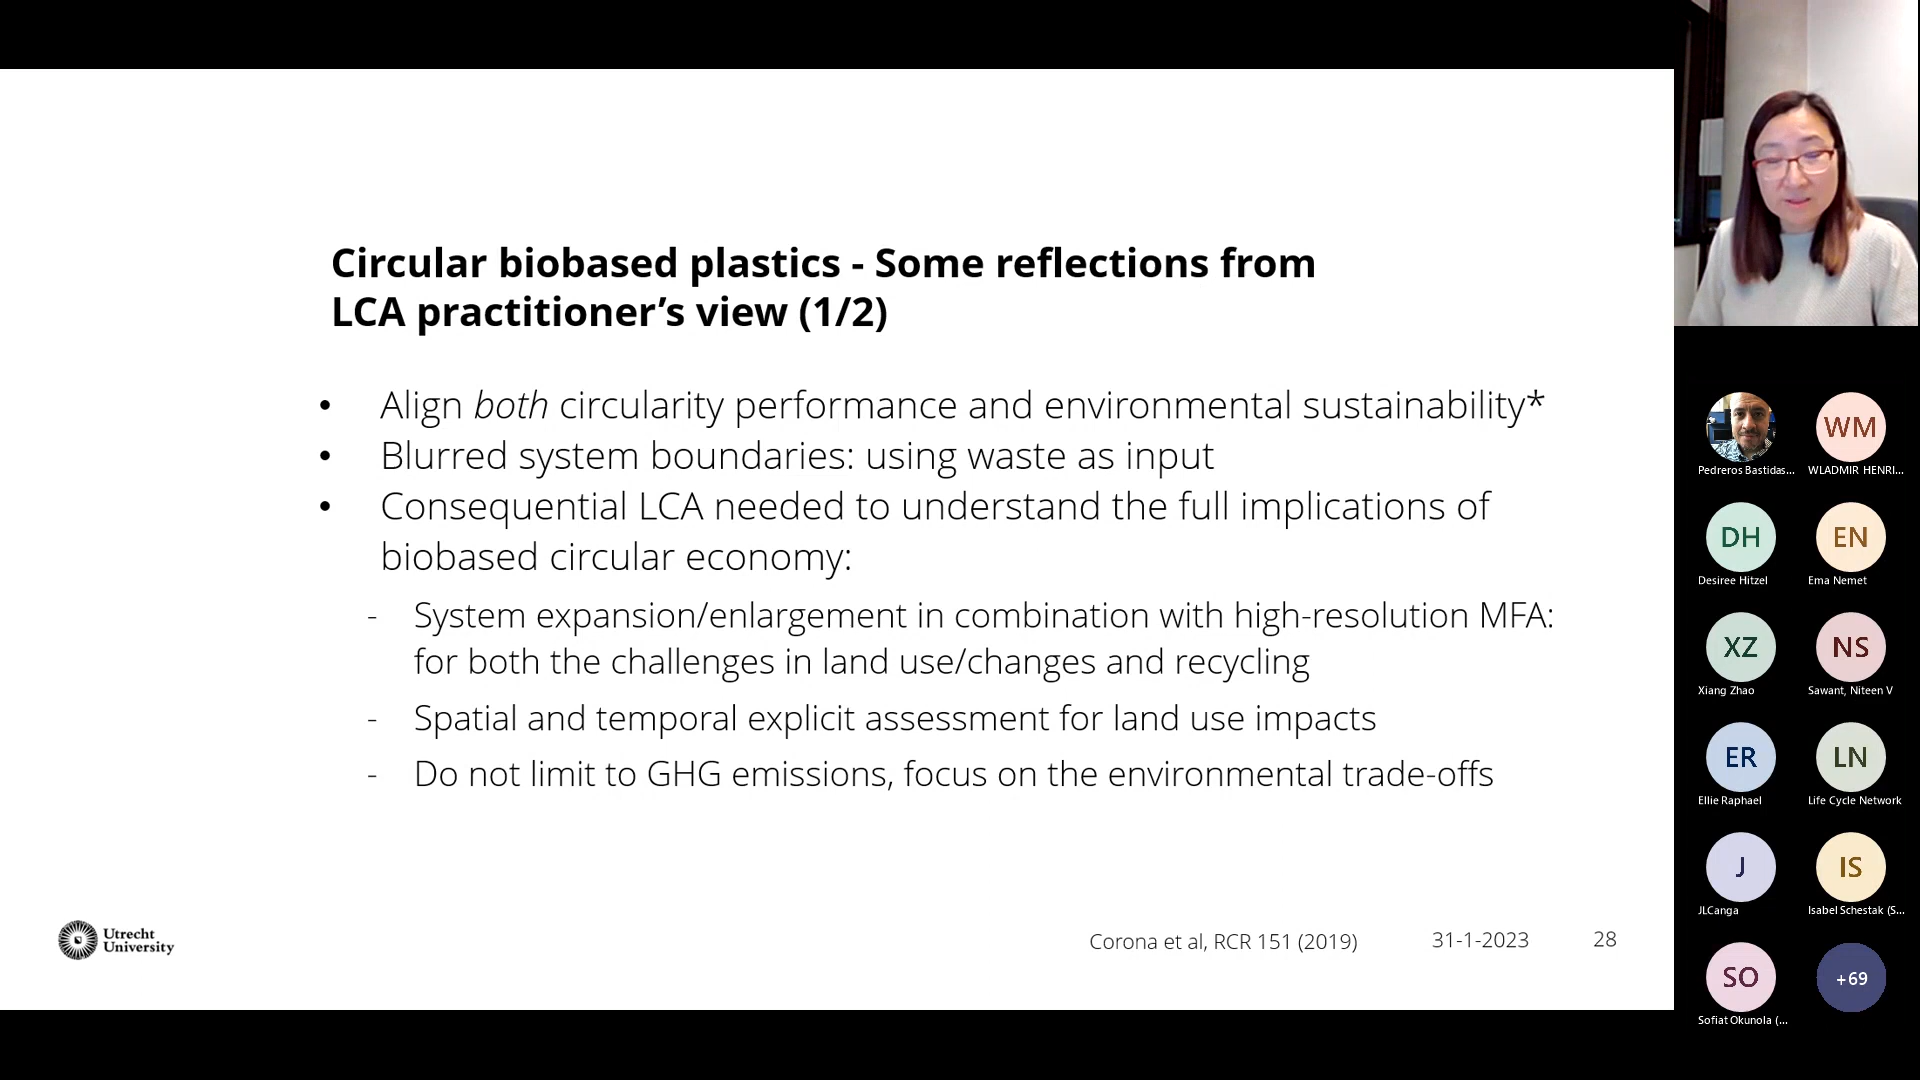 Circular biobased plastics - Some reflections from
LCA practitioner’s view (1/2)
• Align both circularity performance and environmental sustainability*
• Blurred system boundaries: using waste as input
• Consequential LCA needed to understand the full implications of
biobased circular economy:
- System expansion/enlargement in combination with high-resolution MFA:
for both the challenges in land use/changes and recycling
- Spatial and temporal explicit assessment for land use impacts
- Do not limit to GHG emissions, focus on the environmental trade-offs
Utrecht
University
Corona et al, RCR 151 (2019)
31-1-2023
28
Pedreros Bastidas...
WM
WLADMIR HENRI...
DH
Desiree Hitzel
EN
Ema Nemet
XZ
Xiang Zhao
NS
Sawant, Niteen V
ER
Ellie Raphael
LN
Life Cycle Network
J
JLCanga
IS
Isabel Schestak (S...
SO
Sofiat Okunola (...
+69